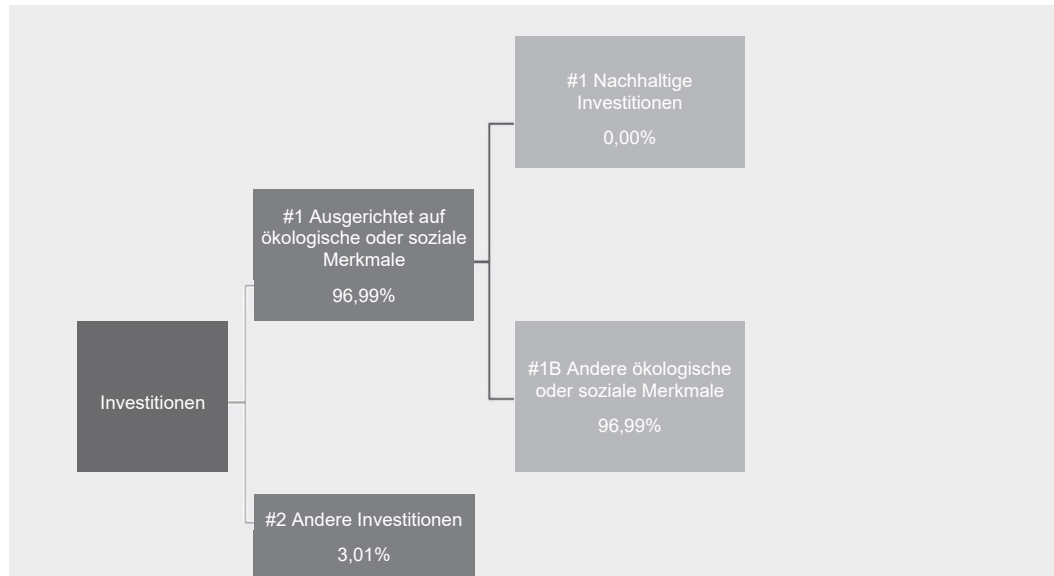 #1 Nachhaltige
Investitionen
0,00%
#1 Ausgerichtet auf
ökologische oder soziale
Merkmale
96,99%
#1B Andere ökologische
oder soziale Merkmale
96,99%
Investitionen
#2 Andere Investitionen
3,01%